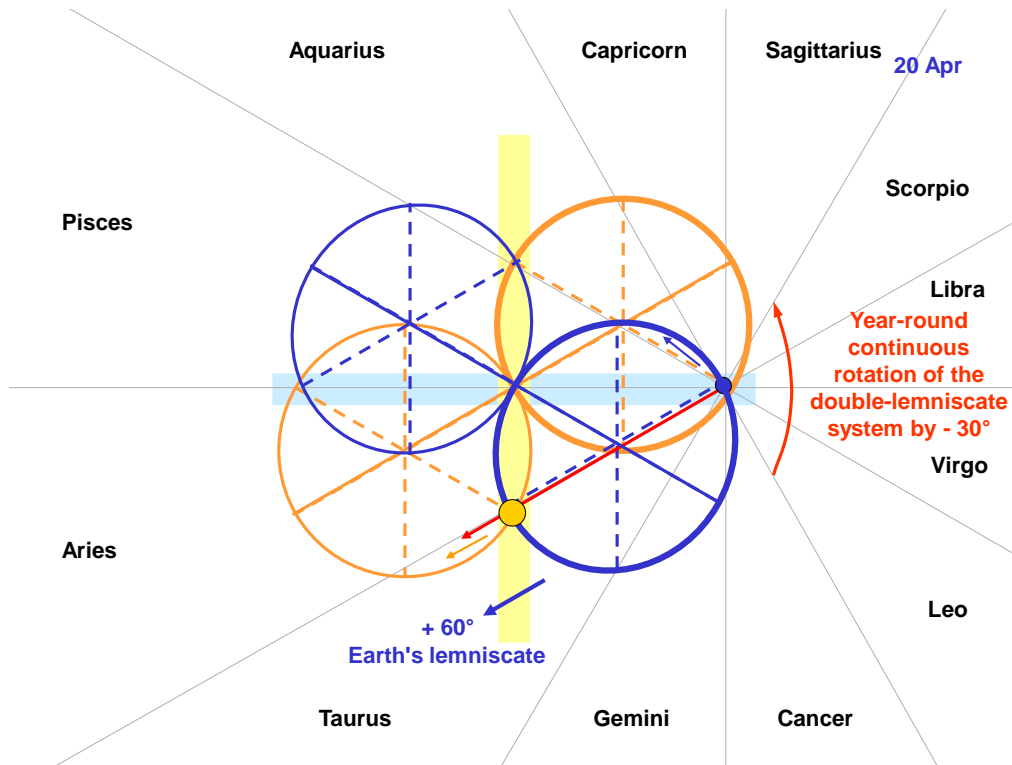 Aquarius
Capricorn
Sagittarius
20 Apr
Scorpio
Pisces
Libra
Year-round
continuous
rotation of the
double-lemniscate
system by - 30°
Virgo
Aries
Leo
+ 60°
Earth's lemniscate
Taurus
Gemini
Cancer